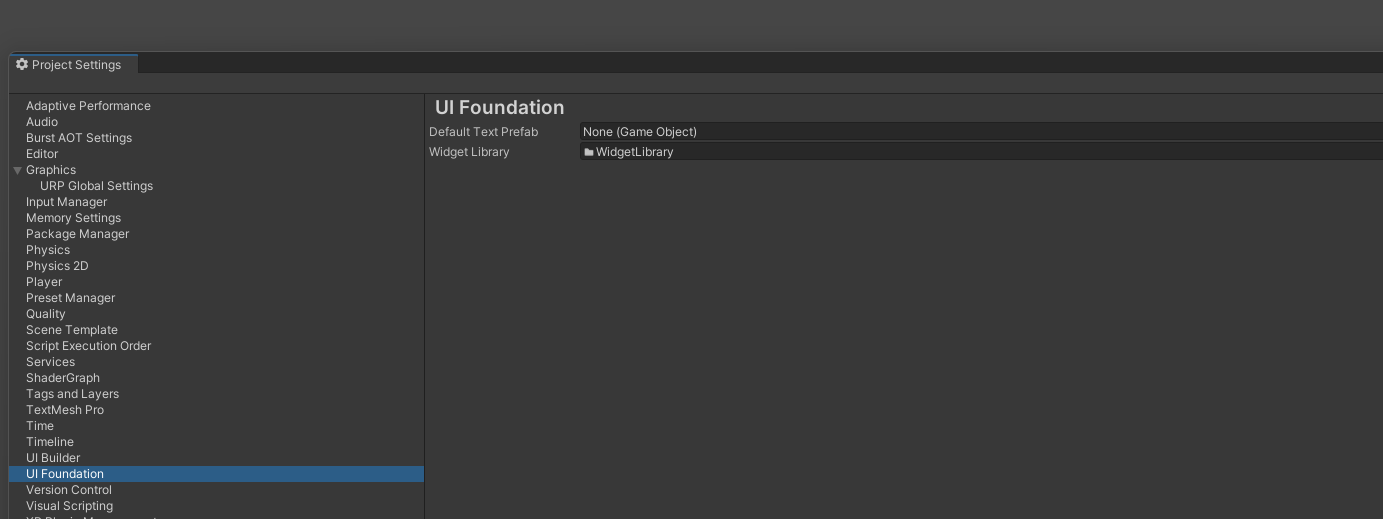 Project Settings
Adaptive Performance
Audio
Burst AOT Settings
Editor
Graphics
URP Global Settings
Input Manager
Memory Settings
Package Manager
Physics
Physics 2D
Player
Preset Manager
Quality
Scene Template
Script Execution Order
Services
ShaderGraph
Tags and Layers
TextMesh Pro
Time
Timeline
UI Builder
UI Foundation
Version Control
Visual Scripting
UI Foundation
Default Text Prefab None (Game Object)
Widget Library WidgetLibrary